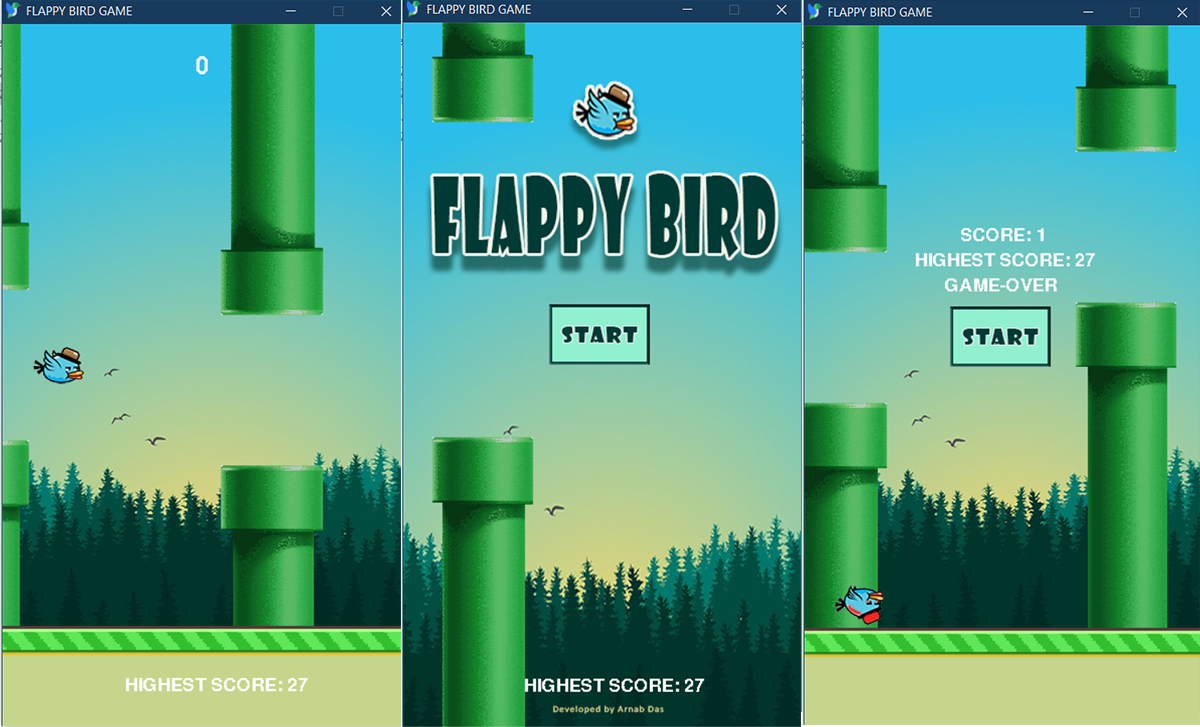 FLAPPY BIRD GAME
0
HIGHEST SCORE: 27
FLAPPY BIRD GAME
FLAPPY BIRD
START
HIGHEST SCORE: 27
Developed by Arnab Das
FLAPPY BIRD GAME
SCORE: 1
HIGHEST SCORE: 27
GAME-OVER
START